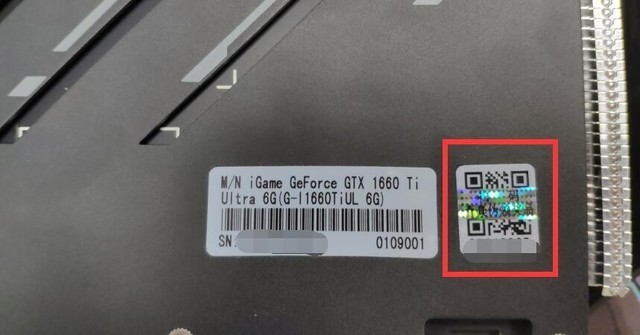 M/N iGame GeForce GTX 1660 Ti
Ultra 6G(G-I1660TiUL 6G)
SN: 0109001